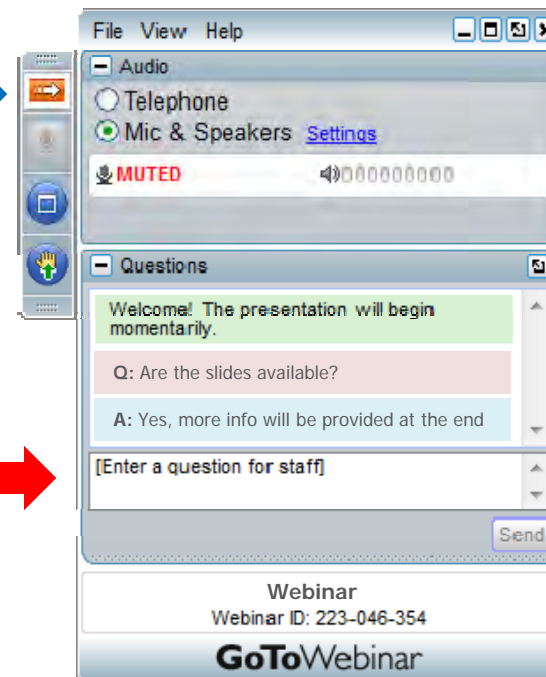 File View Help
Audio
Telephone
Mic & Speakers Settings
MUTED
Questions
Welcome! The presentation will begin
momentarily.
Q: Are the slides available?
A: Yes, more info will be provided at the end
[Enter a question for staff]
Send
Webinar
Webinar ID: 223-046-354
GoToWebinar